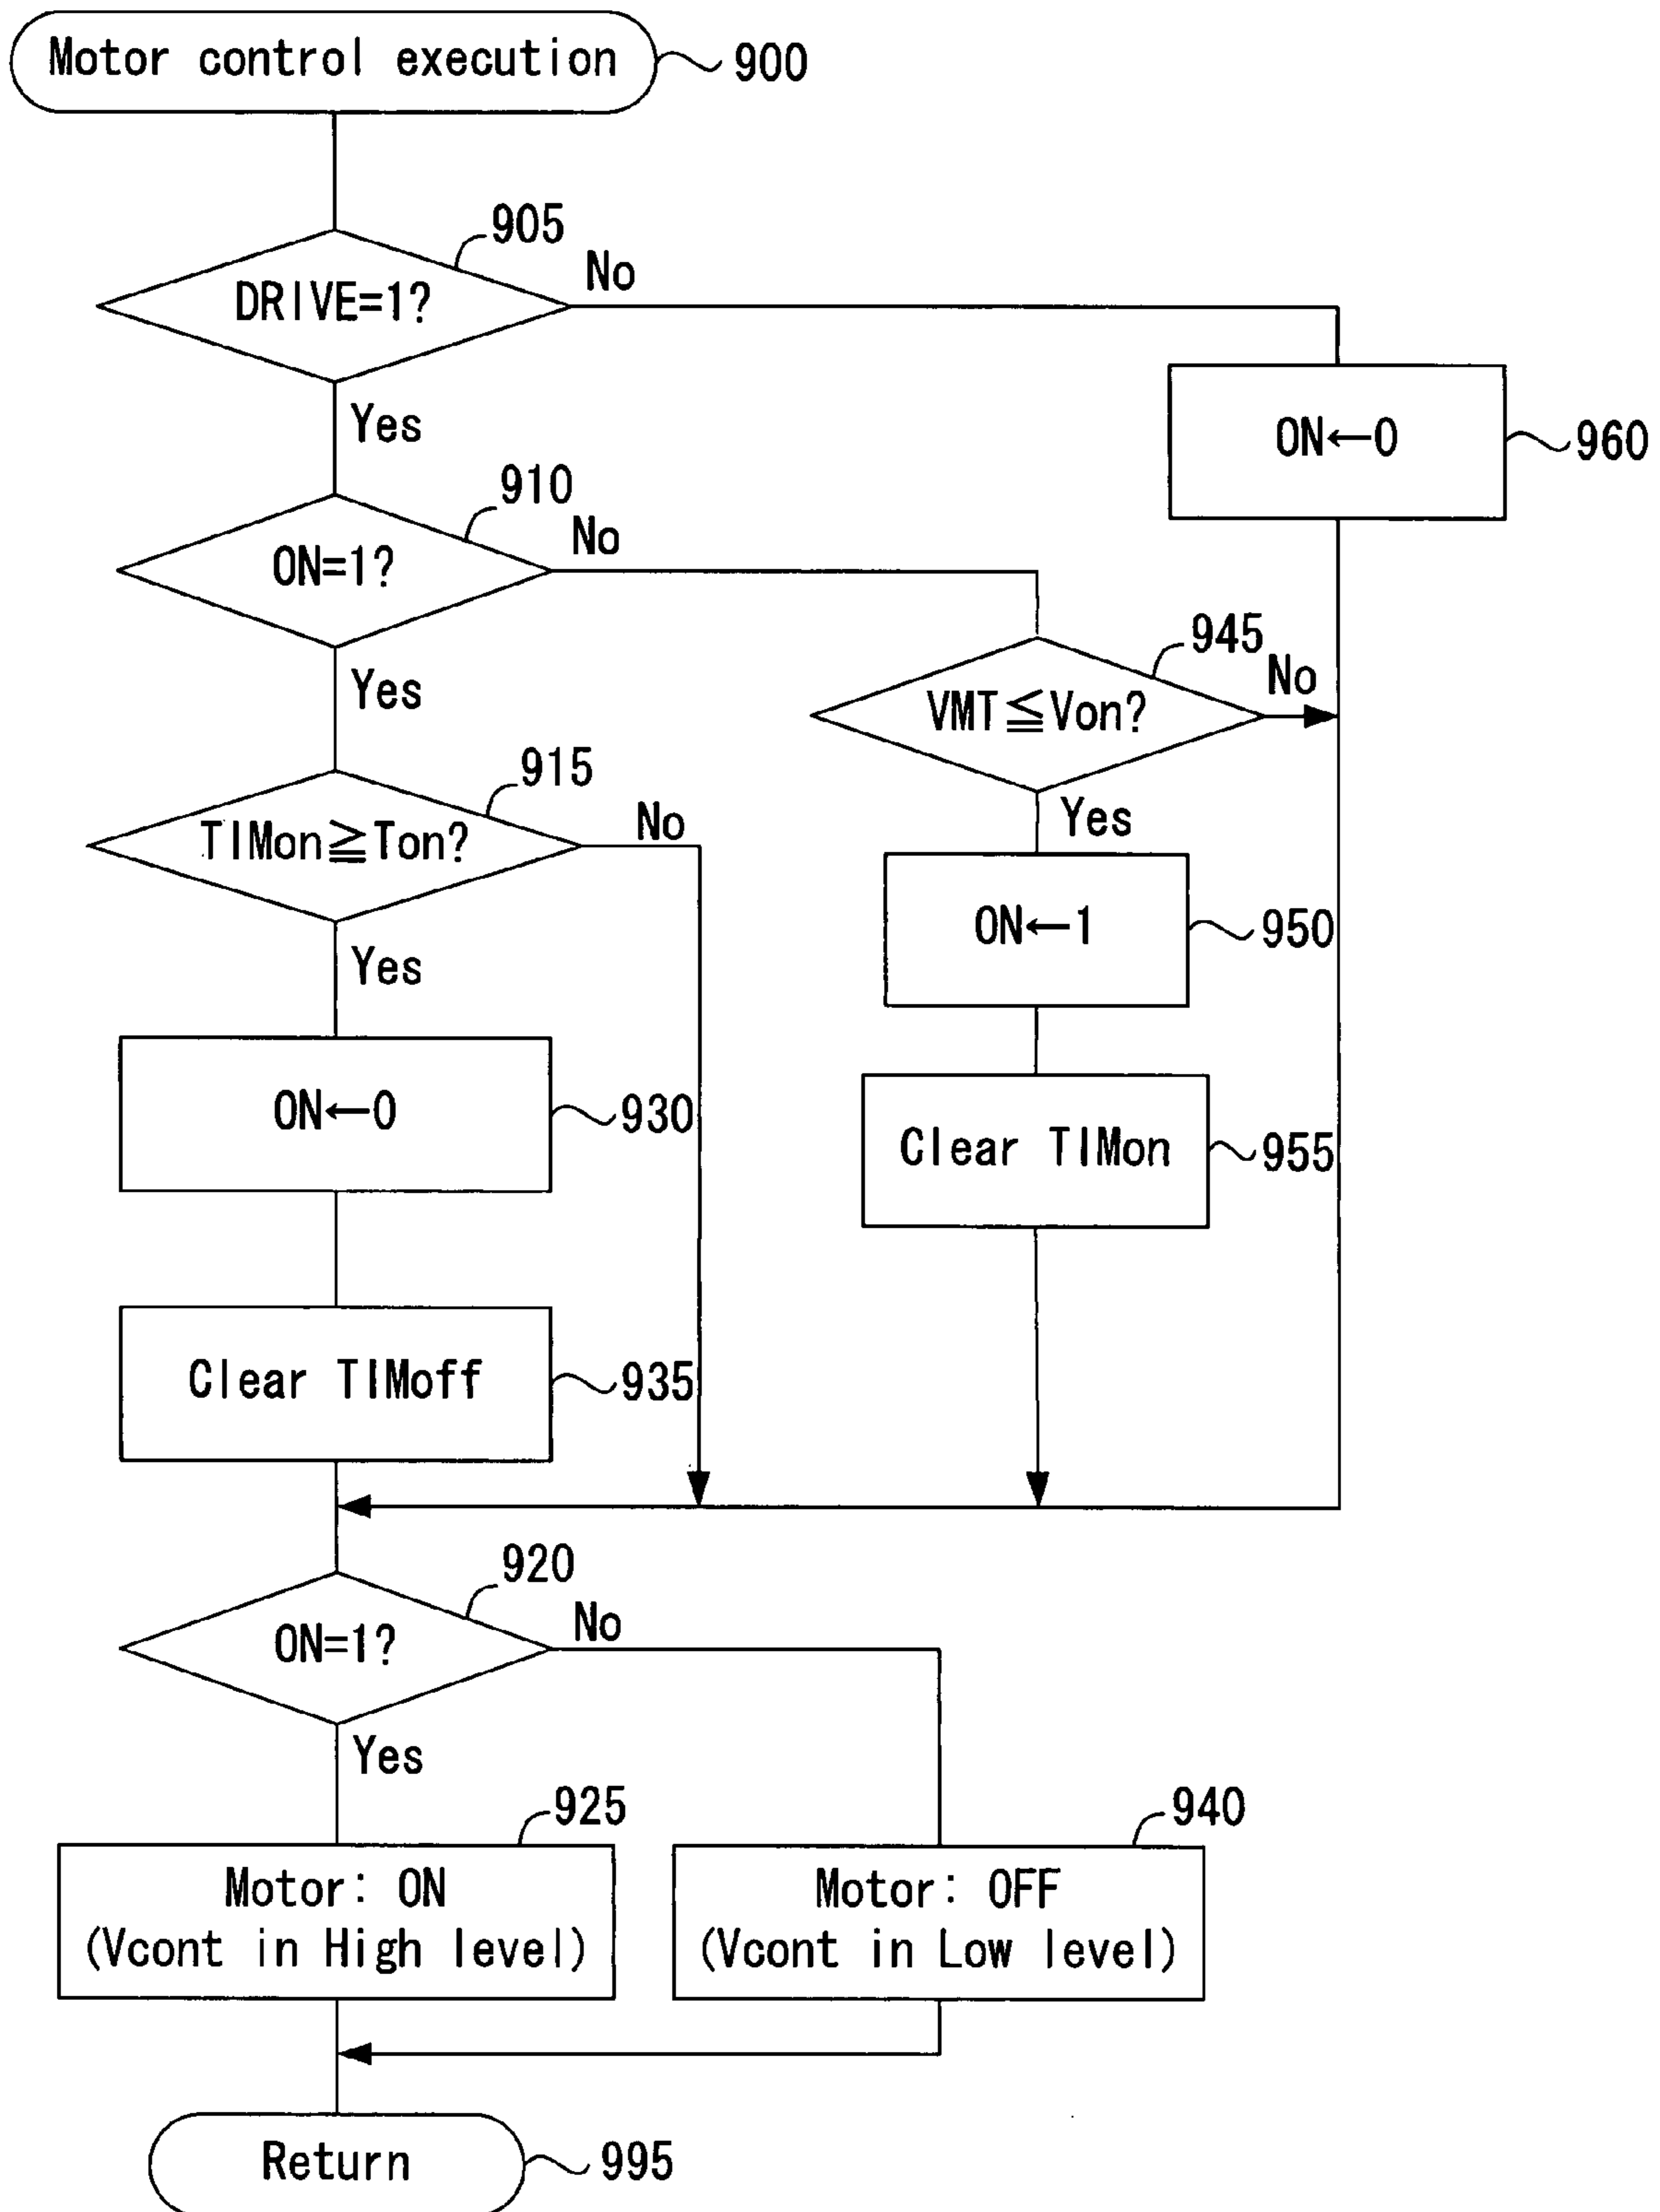 Motor control execution
900
905
DRIVE=1?
No
Yes
ON←0
960
910
ON=1?
No
Yes
945
VMT≦Von?
No
Yes
915
TIMon≧Ton?
No
Yes
ON←1
950
ON←0
930
Clear TIMon
955
Clear TIMoff
935
920
ON=1?
No
Yes
925
Motor: ON
(Vcont in High level)
940
Motor: OFF
(Vcont in Low level)
Return
995